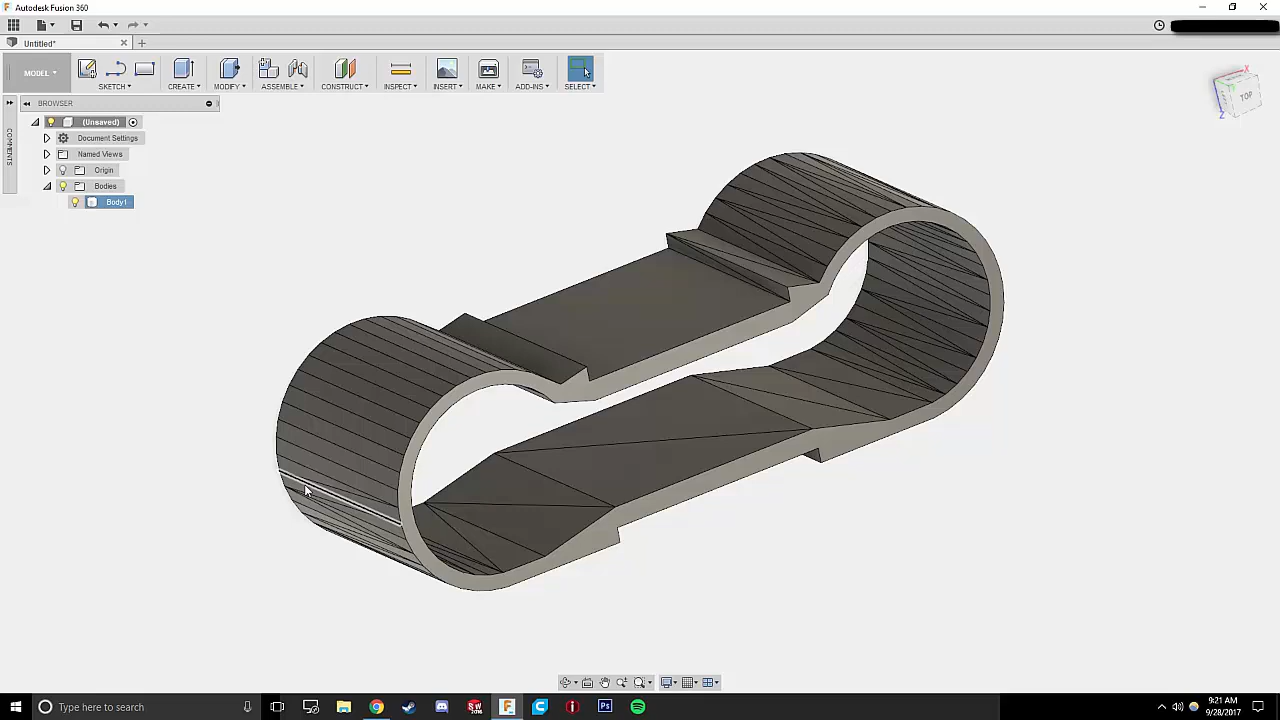 Autodesk Fusion 360
Untitled*
MODEL
SKETCH
CREATE
MODIFY
ASSEMBLE
CONSTRUCT
INSPECT
INSERT
MAKE
ADD-INS
SELECT
BROWSER
COMMENTS
(Unsaved)
Document Settings
Named Views
Origin
Bodies
Body1
X
TOP
Z
Type here to search
9:21 AM
9/28/2017